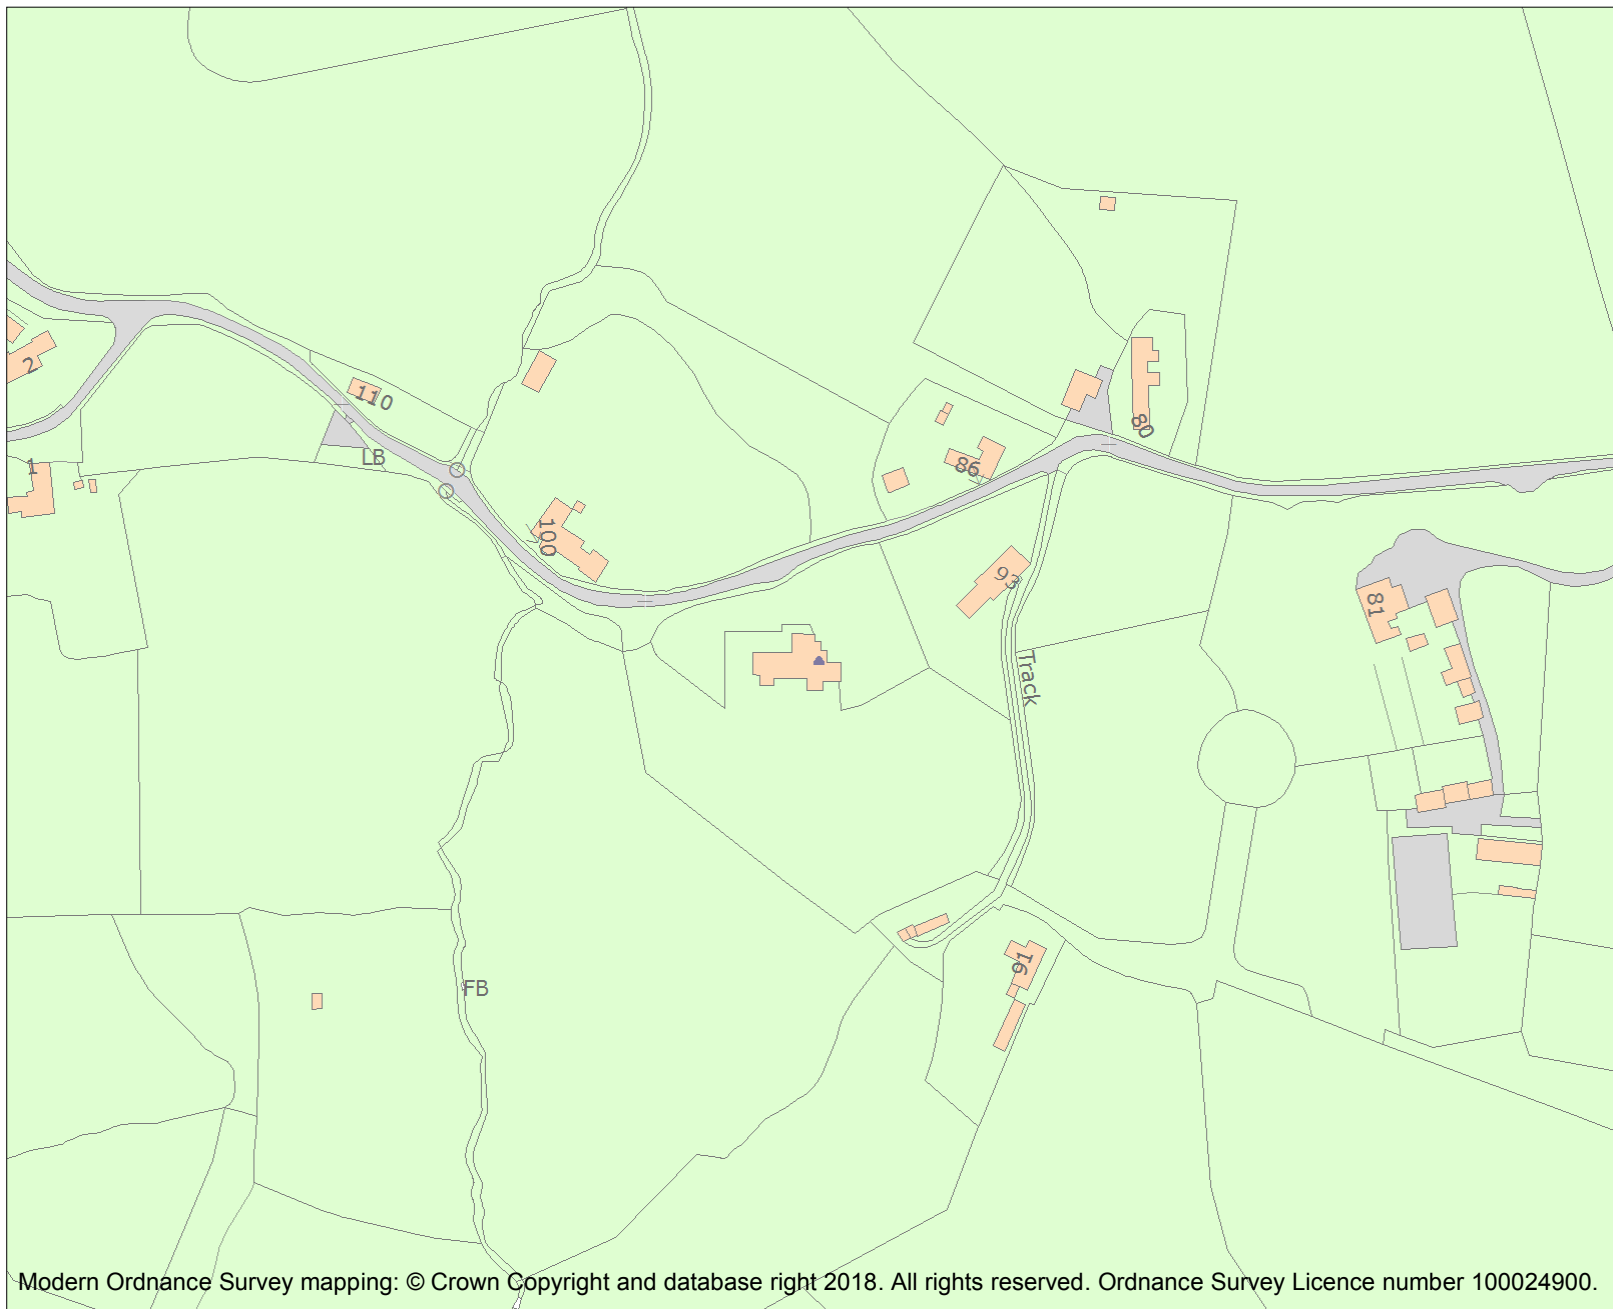 2
110
80
LB
1
86
100
93
81
Track
91
FB
Modern Ordnance Survey mapping: © Crown Copyright and database right 2018. All rights reserved. Ordnance Survey Licence number 100024900.